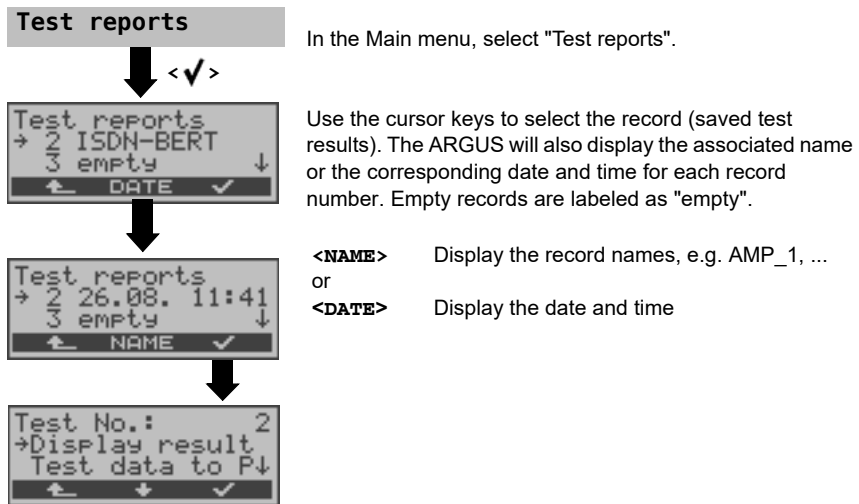 Test reports
In the Main menu, select "Test reports".
<✓>
Test reports
→ 2 ISDN-BERT
3 empty ↓
DATE ✓
Use the cursor keys to select the record (saved test
results). The ARGUS will also display the associated name
or the corresponding date and time for each record
number. Empty records are labeled as "empty".
<NAME> Display the record names, e.g. AMP_1, ...
or
<DATE> Display the date and time
Test reports
→ 2 26.08. 11:41
3 empty ↓
NAME ✓
Test No.: 2
→Display result
Test data to P↓